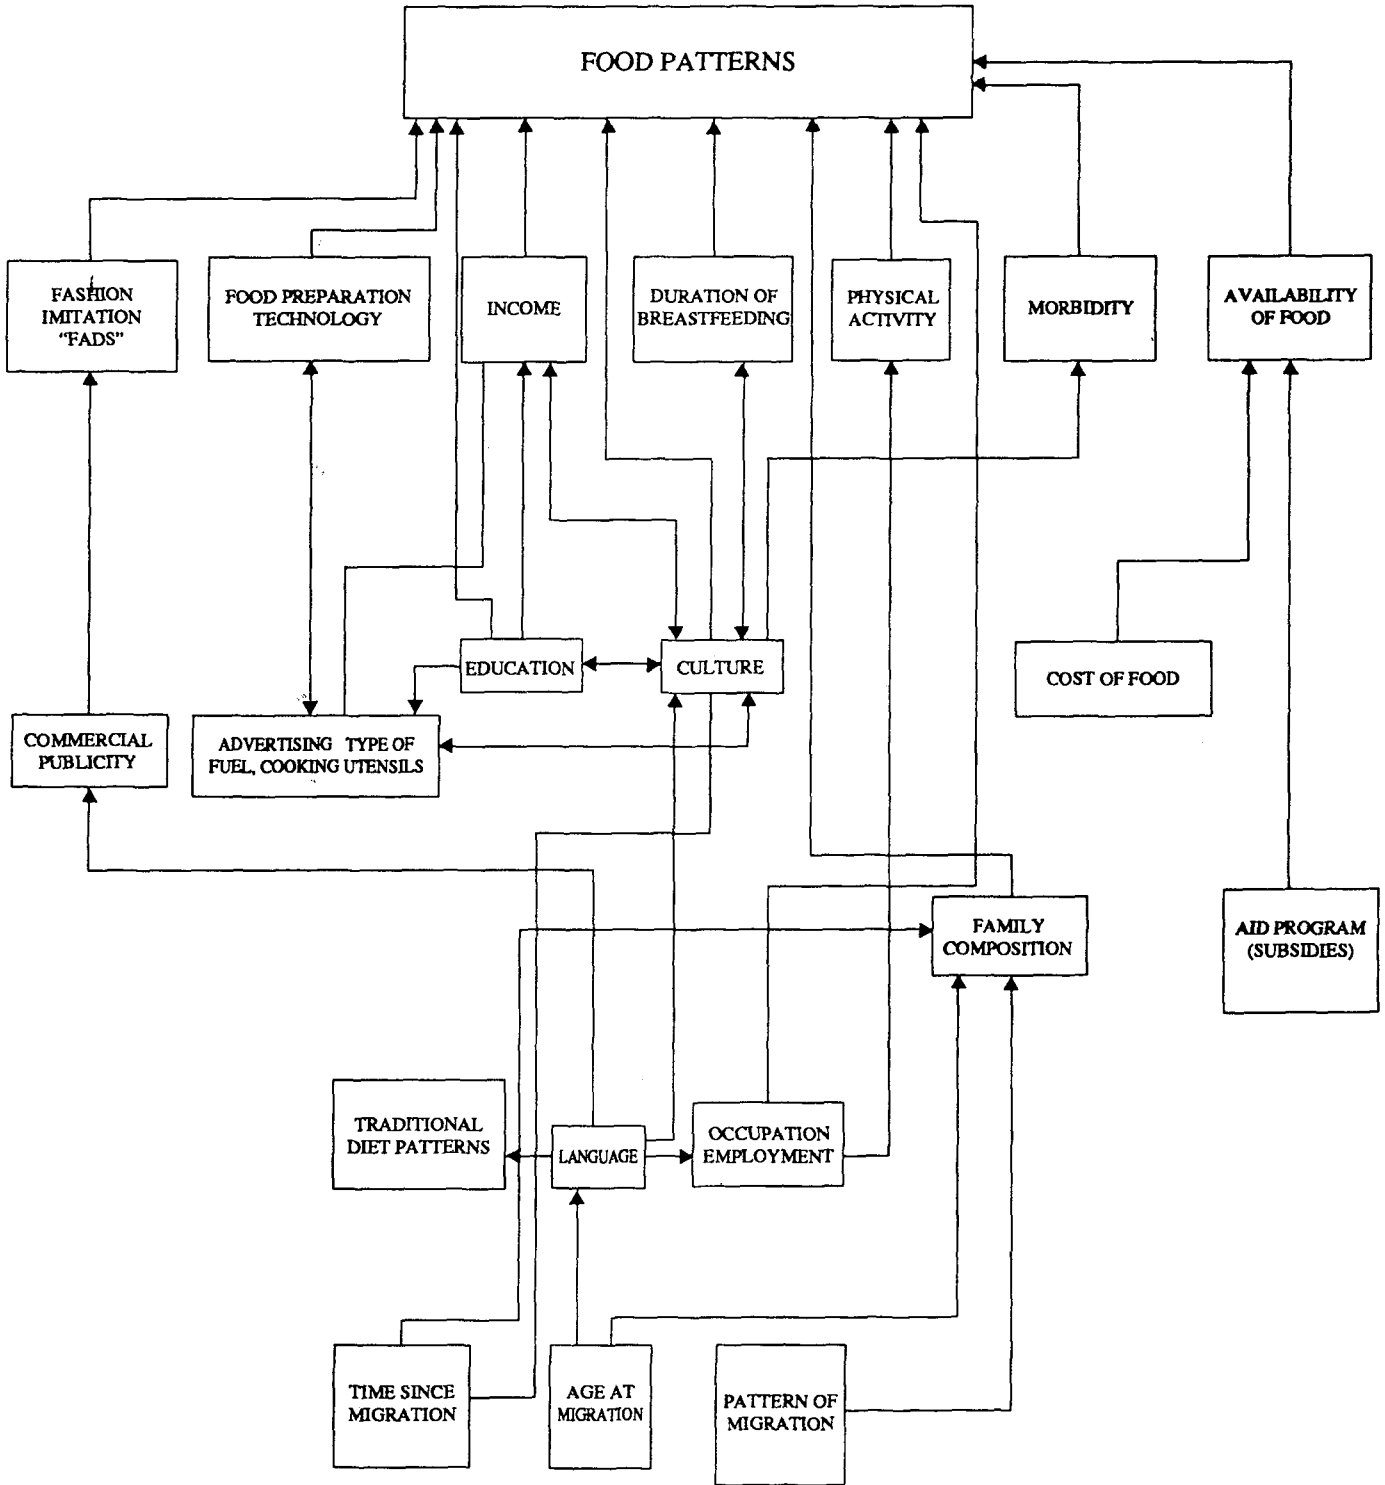 FOOD PATTERNS
FASHION
IMITATION
"FADS"
FOOD PREPARATION
TECHNOLOGY
INCOME
DURATION OF
BREASTFEEDING
PHYSICAL
ACTIVITY
MORBIDITY
AVAILABILITY
OF FOOD
EDUCATION
CULTURE
COST OF FOOD
COMMERCIAL
PUBLICITY
ADVERTISING TYPE OF
FUEL, COOKING UTENSILS
FAMILY
COMPOSITION
AID PROGRAM
(SUBSIDIES)
TRADITIONAL
DIET PATTERNS
LANGUAGE
OCCUPATION
EMPLOYMENT
TIME SINCE
MIGRATION
AGE AT
MIGRATION
PATTERN OF
MIGRATION